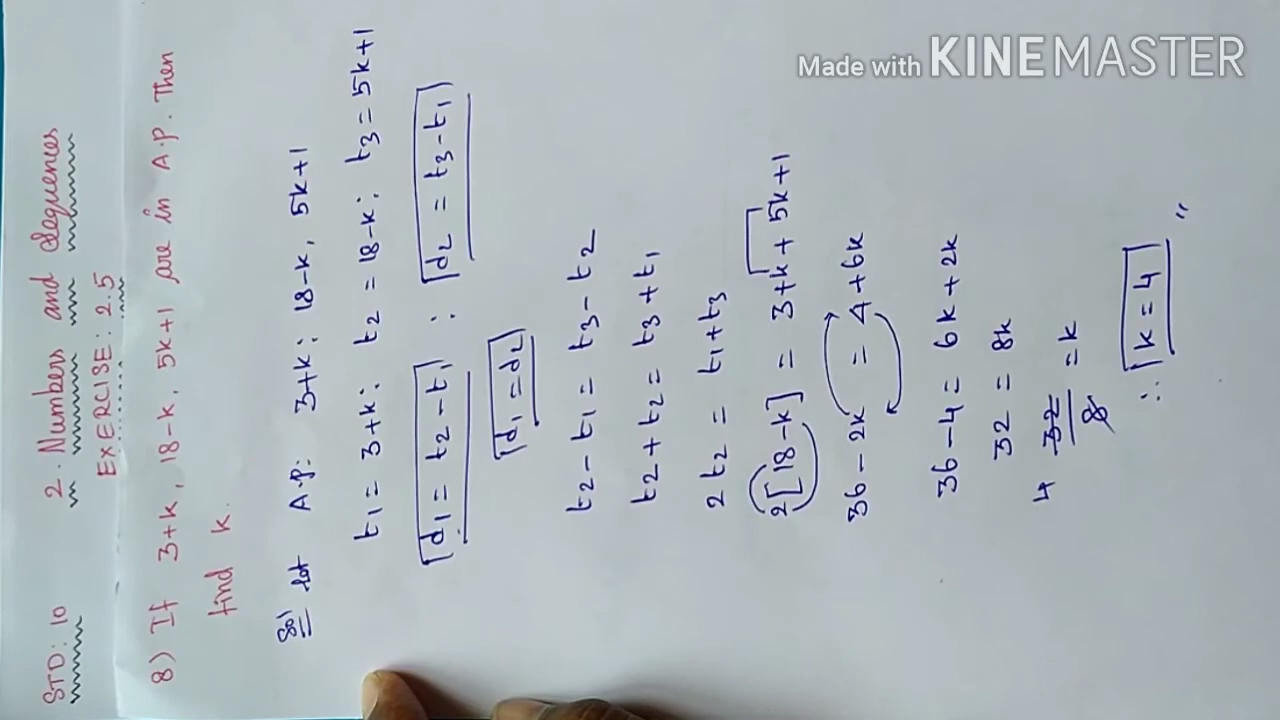 STD: 10 2. Numbers and Sequences
EXERCISE: 2.5
8) If 3+k, 18-k, 5k+1 are in A.P. Then
find k.
Sol let A.P: 3+k; 18-k, 5k+1
t₁ = 3+k; t₂ = 18-k; t₃ = 5k+1
d₁ = t₂ - t₁ : d₂ = t₃ - t₁
d₁ = d₂
t₂ - t₁ = t₃ - t₂
t₂ + t₂ = t₃ + t₁
2t₂ = t₁ + t₃
2[18-k] = 3+k+5k+1
36-2k = 4+6k
36-4 = 6k+2k
32 = 8k
4 32/8 = k
∴ k = 4 "
Made with KINEMASTER